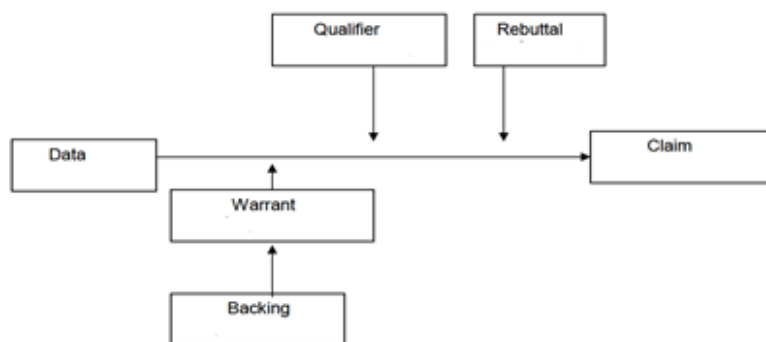 Qualifier
Rebuttal
Data
Claim
Warrant
Backing